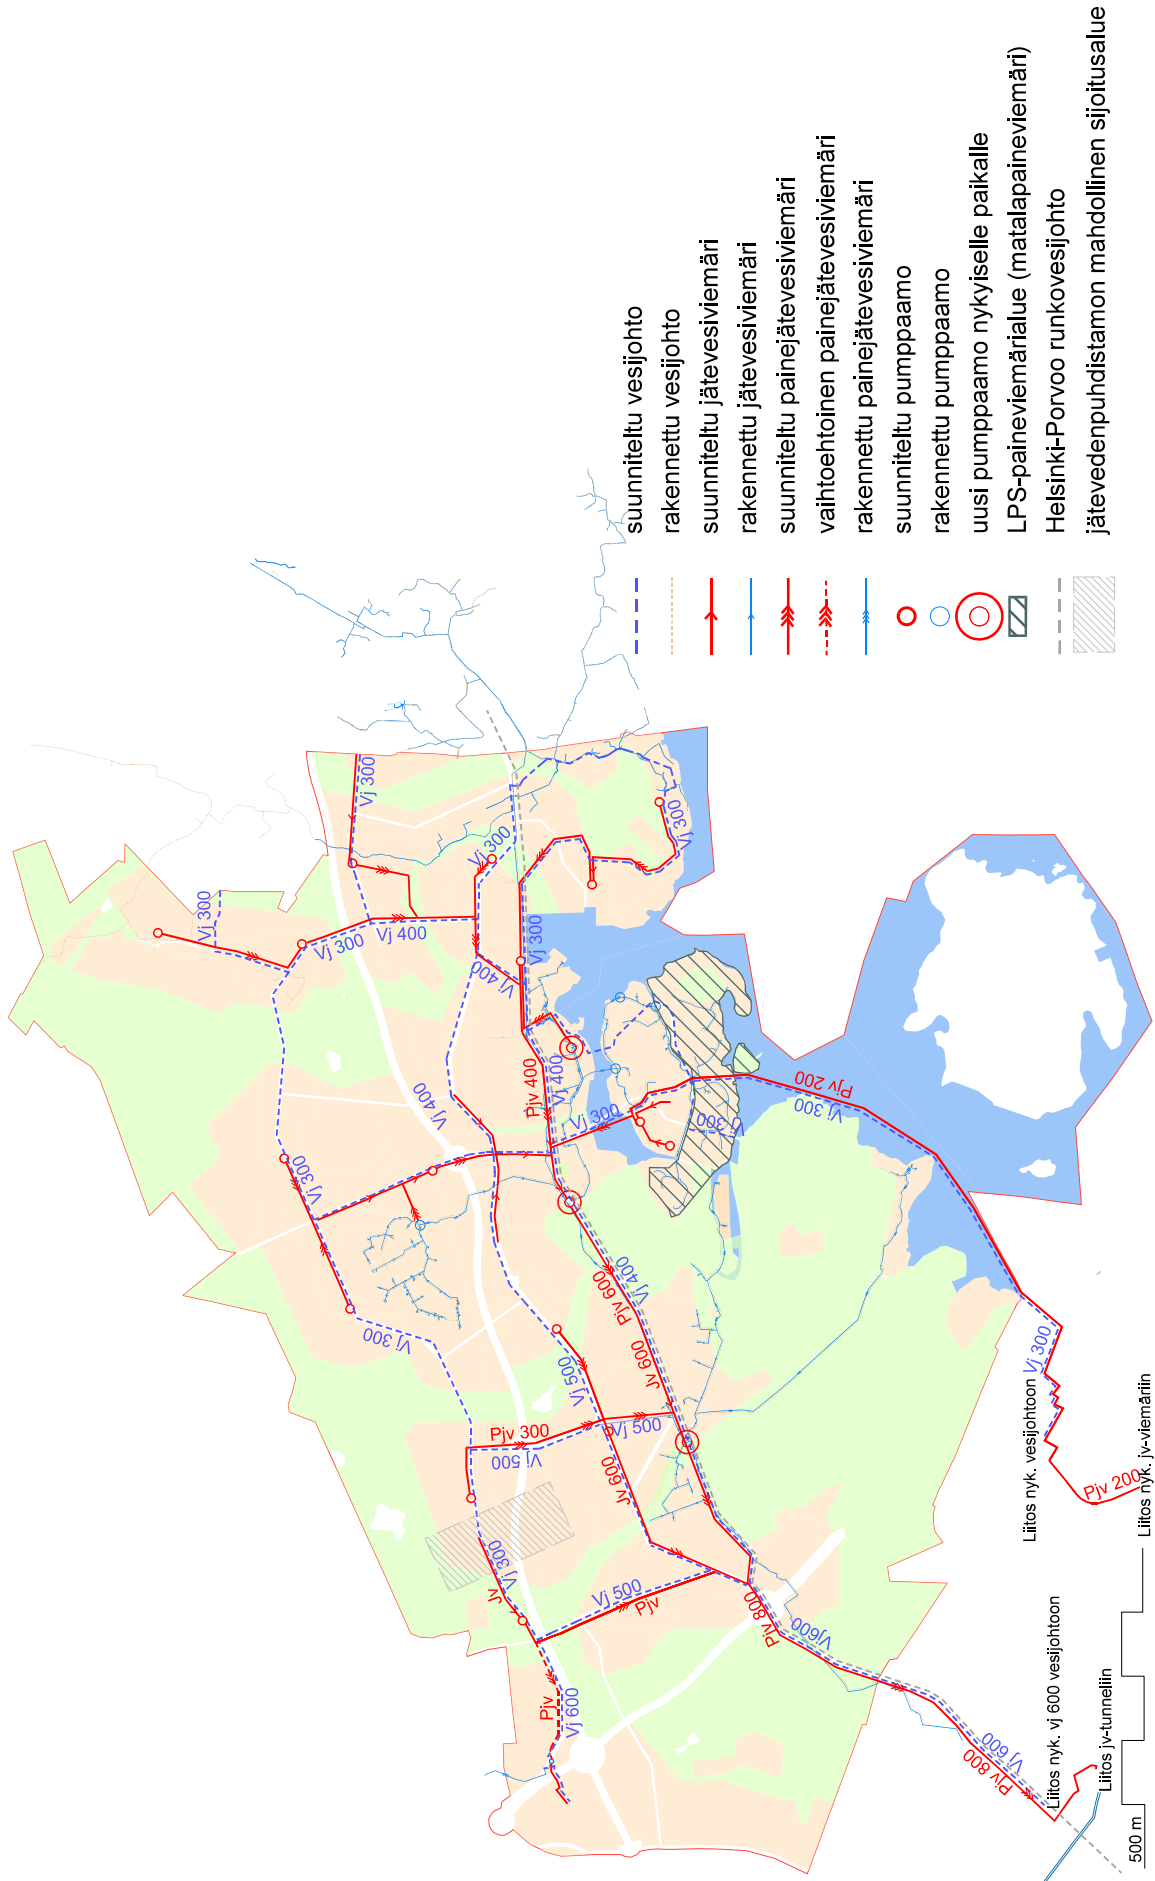 suunniteltu vesijohto
rakennettu vesijohto
suunniteltu jätevesiviemäri
rakennettu jätevesiviemäri
suunniteltu painejätevesiviemäri
vaihtoehtoinen painejätevesiviemäri
rakennettu painejätevesiviemäri
suunniteltu pumppaamo
rakennettu pumppaamo
uusi pumppaamo nykyiselle paikalle
LPS-paineviemärialue (matalapaineviemäri)
Helsinki-Porvoo runkovesijohto
jätevedenpuhdistamon mahdollinen sijoitusalue
Vj 300
Vj 300
Vj 300
Vj 400
Vj 300
Vj 300
Vj 300
Vj 400
Pjv 400
Vj 400
Vj 400
Vj 300
Vj 300
Vj 300
Pjv 200
Vj 300
Vj 300
Pjv 600
Vj 400
Jv 600
Vj 500
Vj 500
Pjv 300
Vj 500
Jv 600
Vj 300
Jv
Vj 500
Pjv
Pjv
Vj 600
Pjv 800
Vj600
Vj 600
Pjv 800
Vj 300
Pjv 200
Liitos nyk. vesijohtoon
Liitos nyk. jv-viemäriin
Liitos nyk. vj 600 vesijohtoon
Liitos jv-tunneliin
500 m